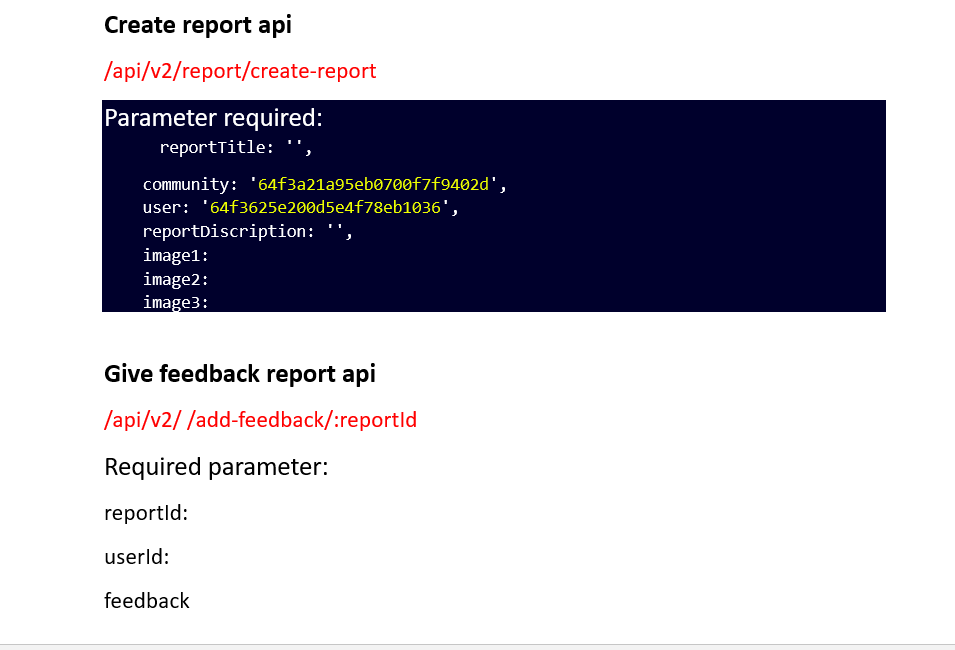 Create report api
/api/v2/report/create-report
Parameter required:
reportTitle: '',
community: '64f3a21a95eb0700f7f9402d',
user: '64f3625e200d5e4f78eb1036',
reportDiscription: '',
image1:
image2:
image3:
Give feedback report api
/api/v2/ /add-feedback/:reportId
Required parameter:
reportId:
userId:
feedback